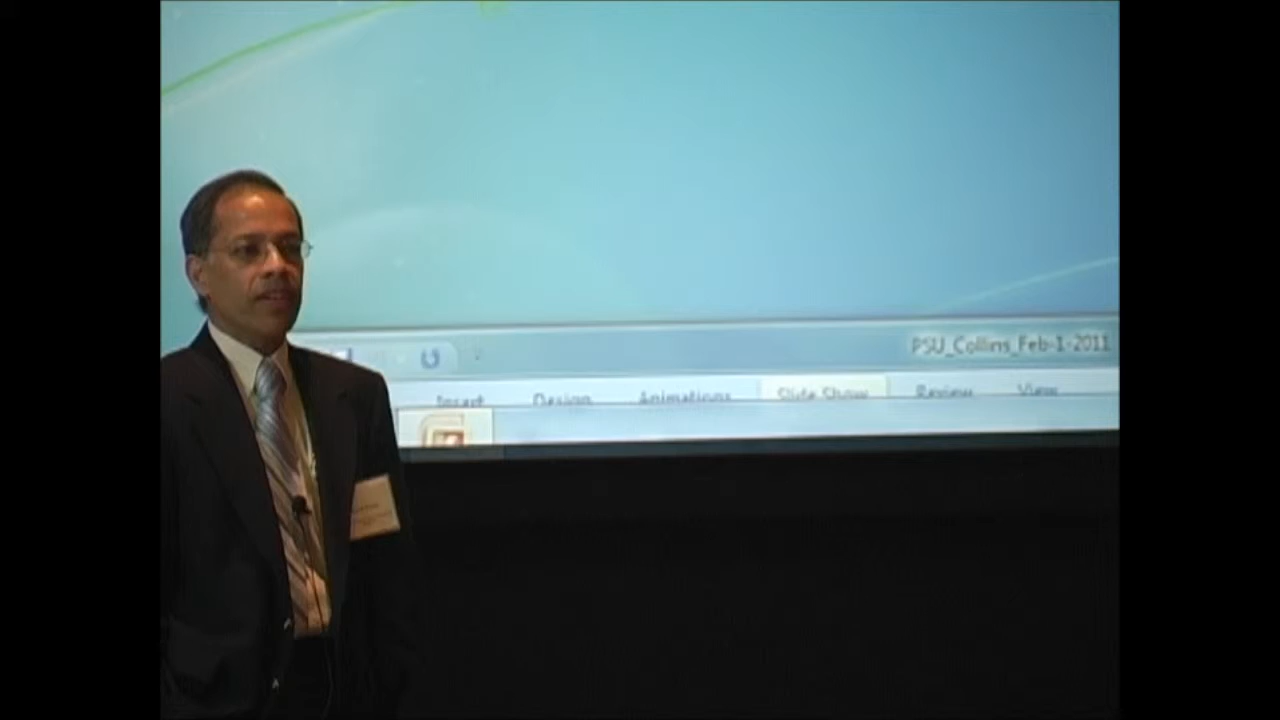 PSU_Collins_Feb-1-2011
Insert Design Animations Slide Show Review View